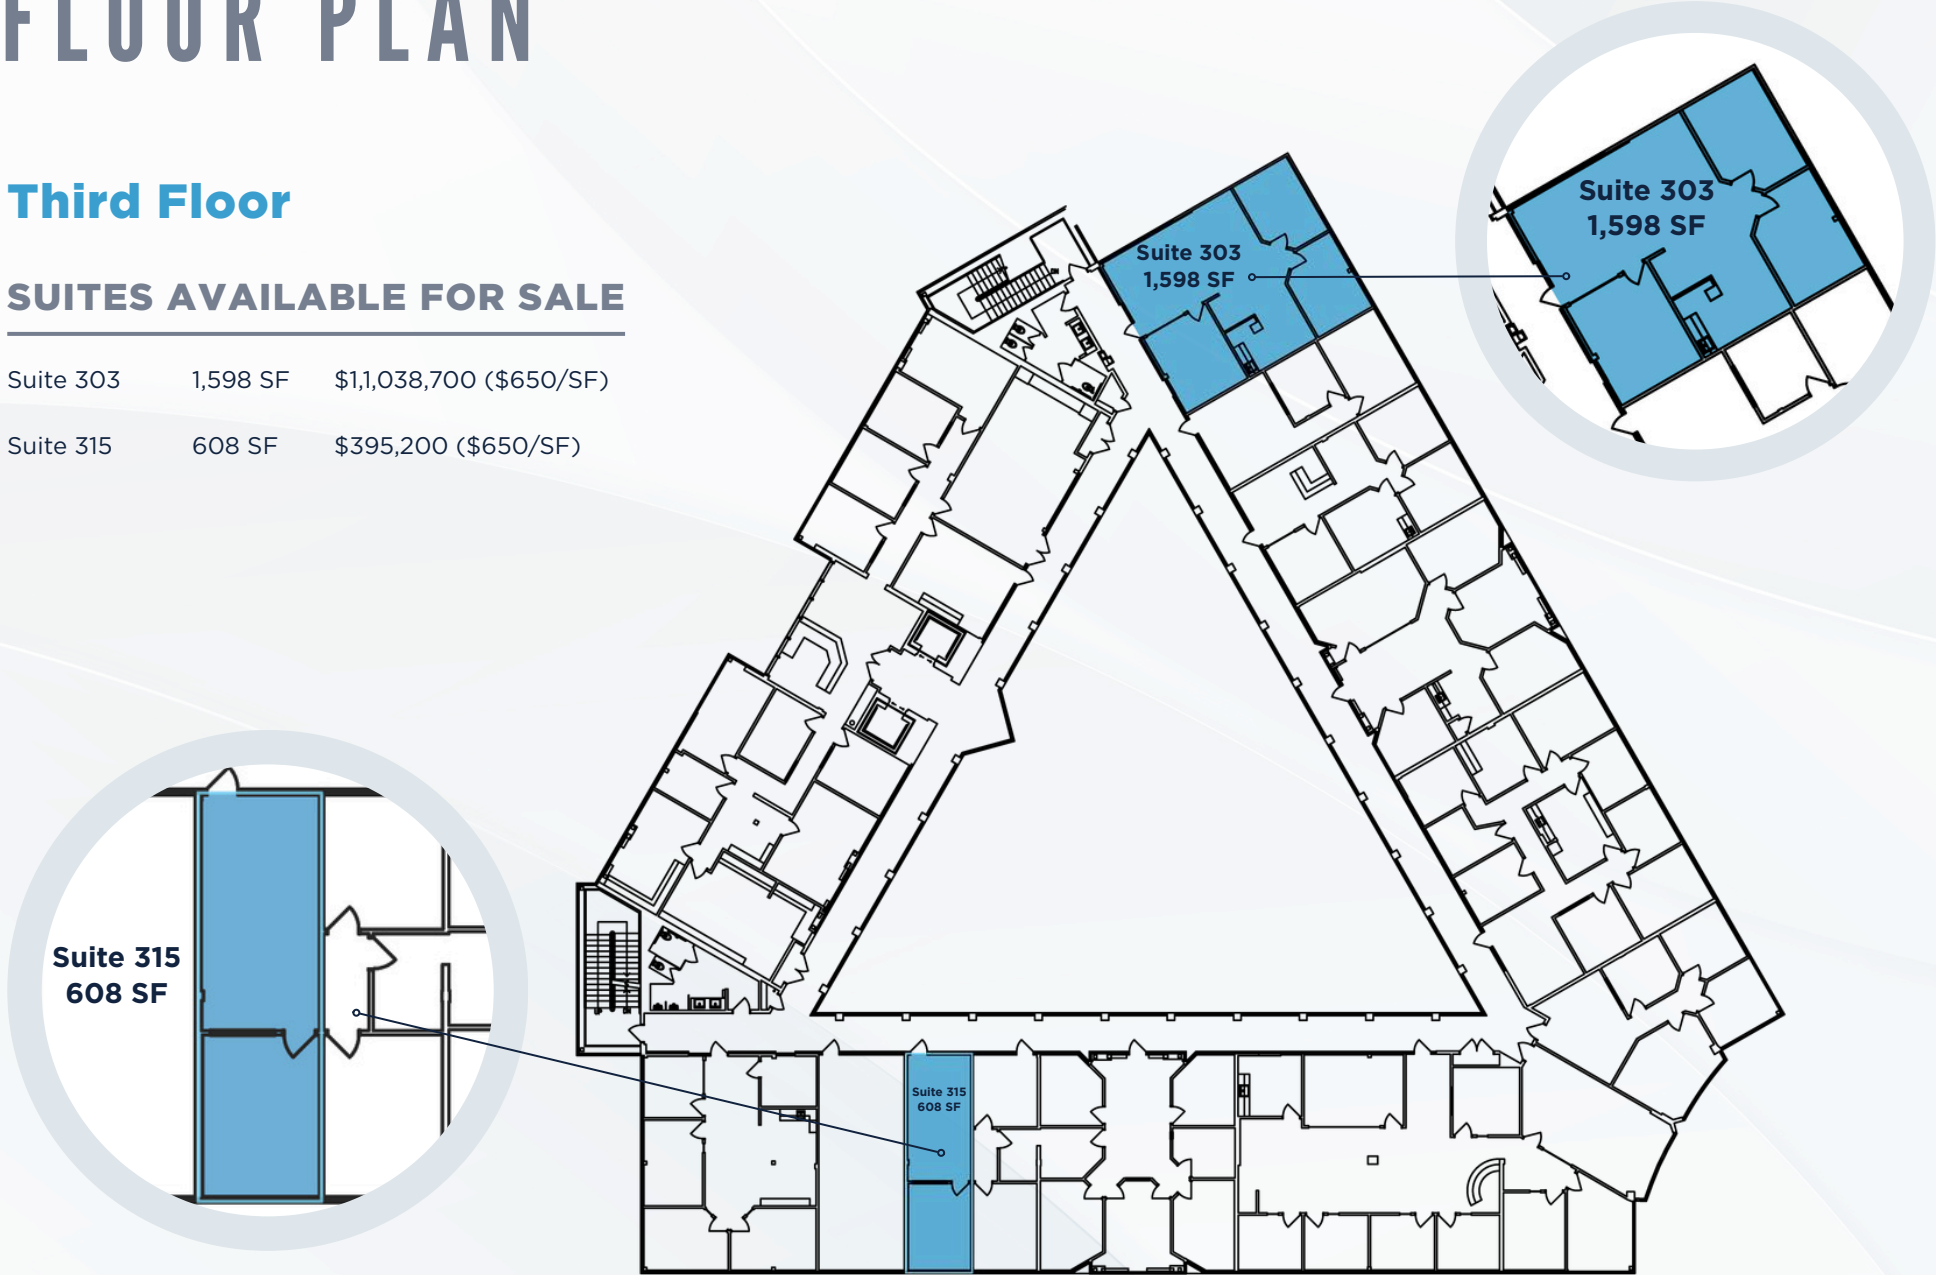 FLOOR PLAN
Third Floor
SUITES AVAILABLE FOR SALE
Suite 303 1,598 SF $1,1,038,700 ($650/SF)
Suite 315 608 SF $395,200 ($650/SF)
Suite 303
1,598 SF
Suite 303
1,598 SF
Suite 315
608 SF
Suite 315
608 SF